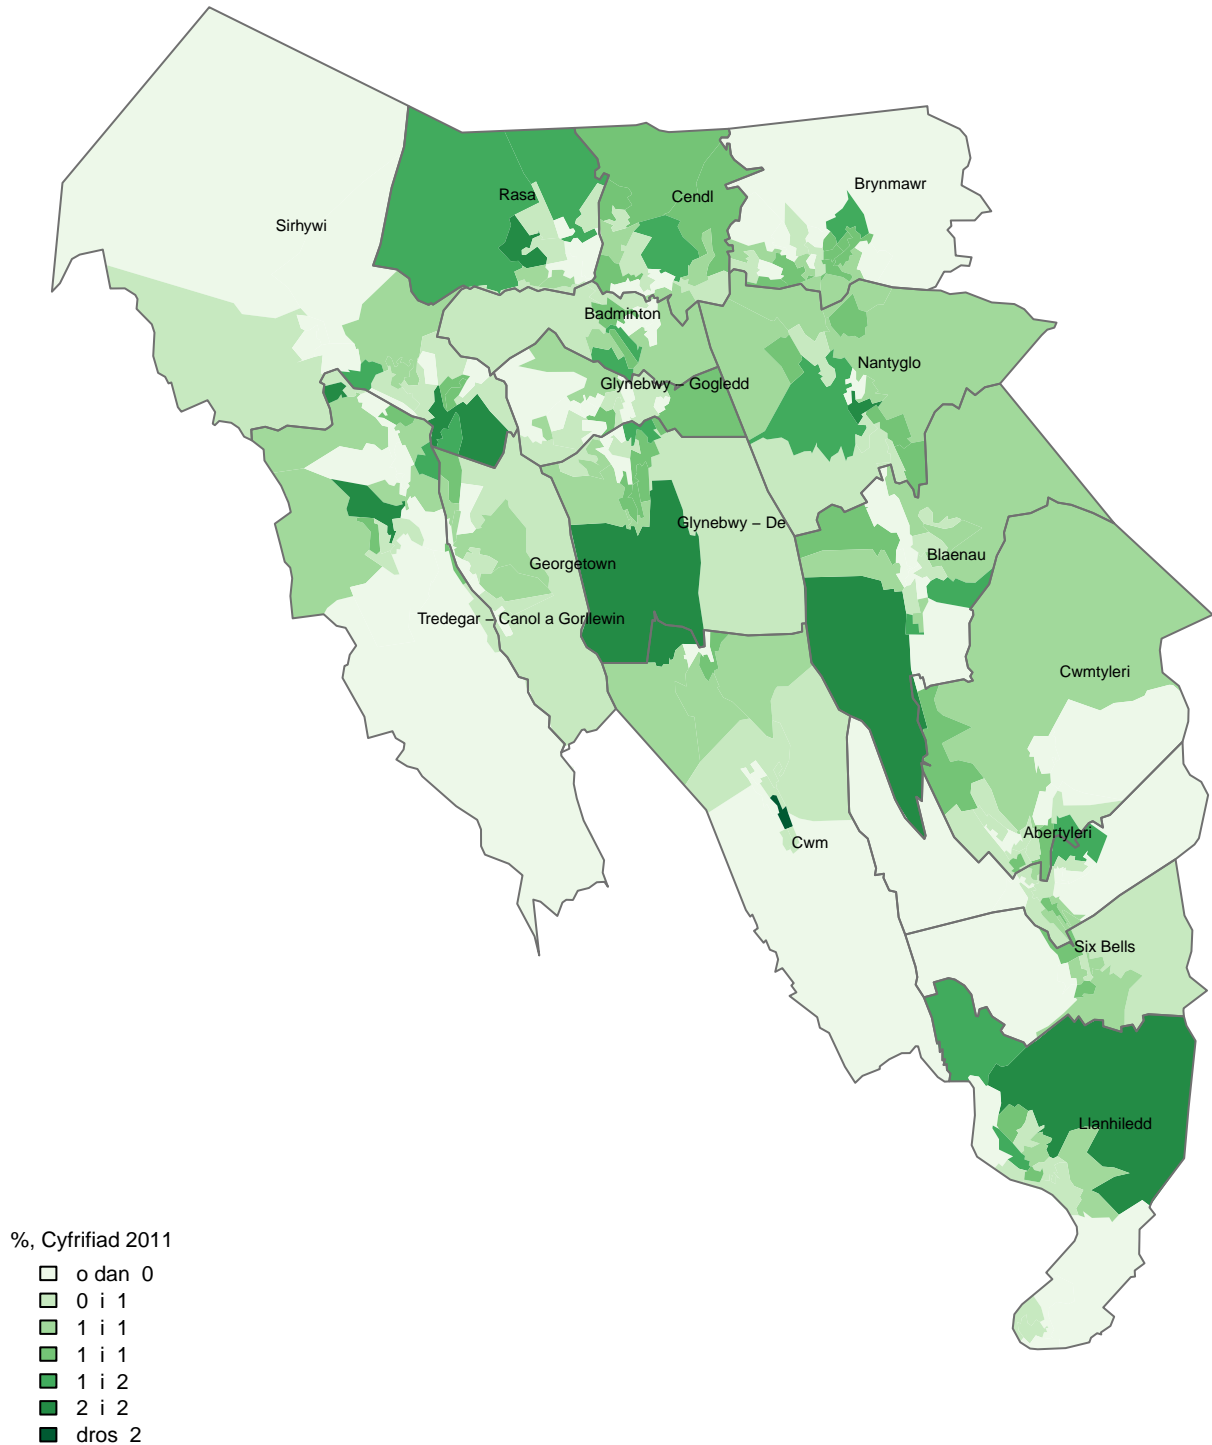 Rasa
Cendl
Brynmawr
Sirhywi
Badminton
Nantyglo
Glynebwy – Gogledd
Glynebwy – De
Blaenau
Georgetown
Tredegar – Canol a Gorllewin
Cwmtyleri
Abertyleri
Cwm
Six Bells
Llanhiledd
%, Cyfrifiad 2011
o dan 0
0 i 1
1 i 1
1 i 1
1 i 2
2 i 2
dros 2